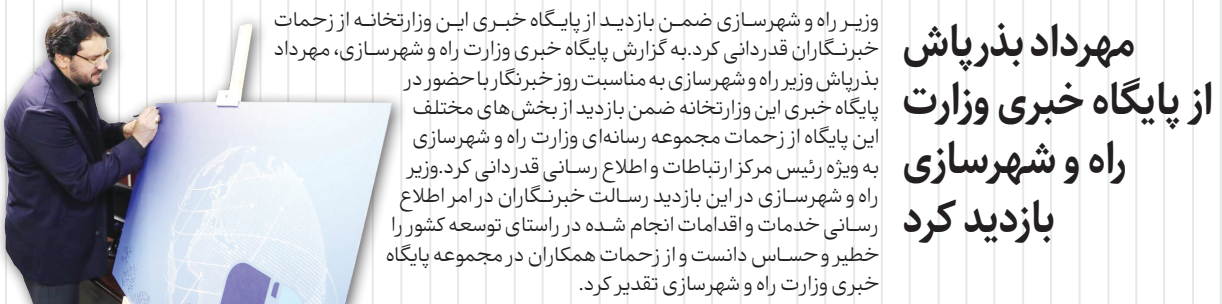 مهرداد بذرپاش
از پایگاه خبری وزارت
راه و شهرسازی
بازدید کرد
وزیر راه و شهرسازی ضمن بازدید از پایگاه خبری این وزارتخانه از زحمات
خبرنگاران قدردانی کرد.به گزارش پایگاه خبری وزارت راه و شهرسازی، مهرداد
بذرپاش وزیر راه و شهرسازی به مناسبت روز خبرنگار با حضور در
پایگاه خبری این وزارتخانه ضمن بازدید از بخش‌های مختلف
این پایگاه از زحمات مجموعه رسانه‌ای وزارت راه و شهرسازی
به ویژه رئیس مرکز ارتباطات و اطلاع رسانی قدردانی کرد.وزیر
راه و شهرسازی در این بازدید رسالت خبرنگاران در امر اطلاع
رسانی خدمات و اقدامات انجام شده در راستای توسعه کشور را
خطیر و حساس دانست و از زحمات همکاران در مجموعه پایگاه
خبری وزارت راه و شهرسازی تقدیر کرد.